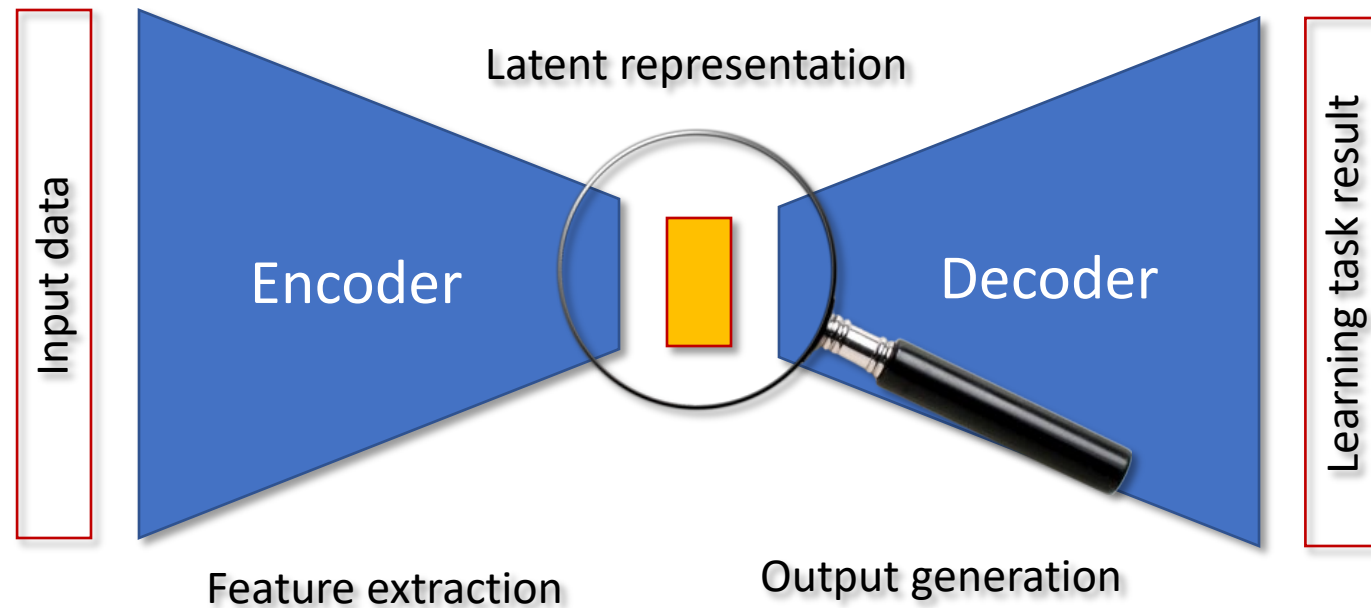 Latent representation
Input data
Encoder
Decoder
Learning task result
Feature extraction
Output generation